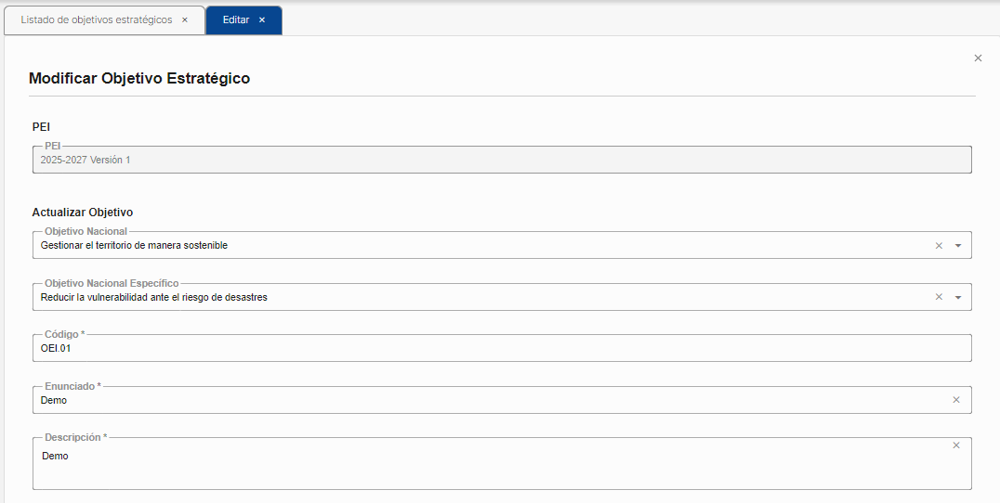 Listado de objetivos estratégicos ×
Editar ×
×
Modificar Objetivo Estratégico
PEI
PEI
2025-2027 Versión 1
Actualizar Objetivo
Objetivo Nacional
Gestionar el territorio de manera sostenible
Objetivo Nacional Específico
Reducir la vulnerabilidad ante el riesgo de desastres
Código *
OEI.01
Enunciado *
Demo
Descripción *
Demo